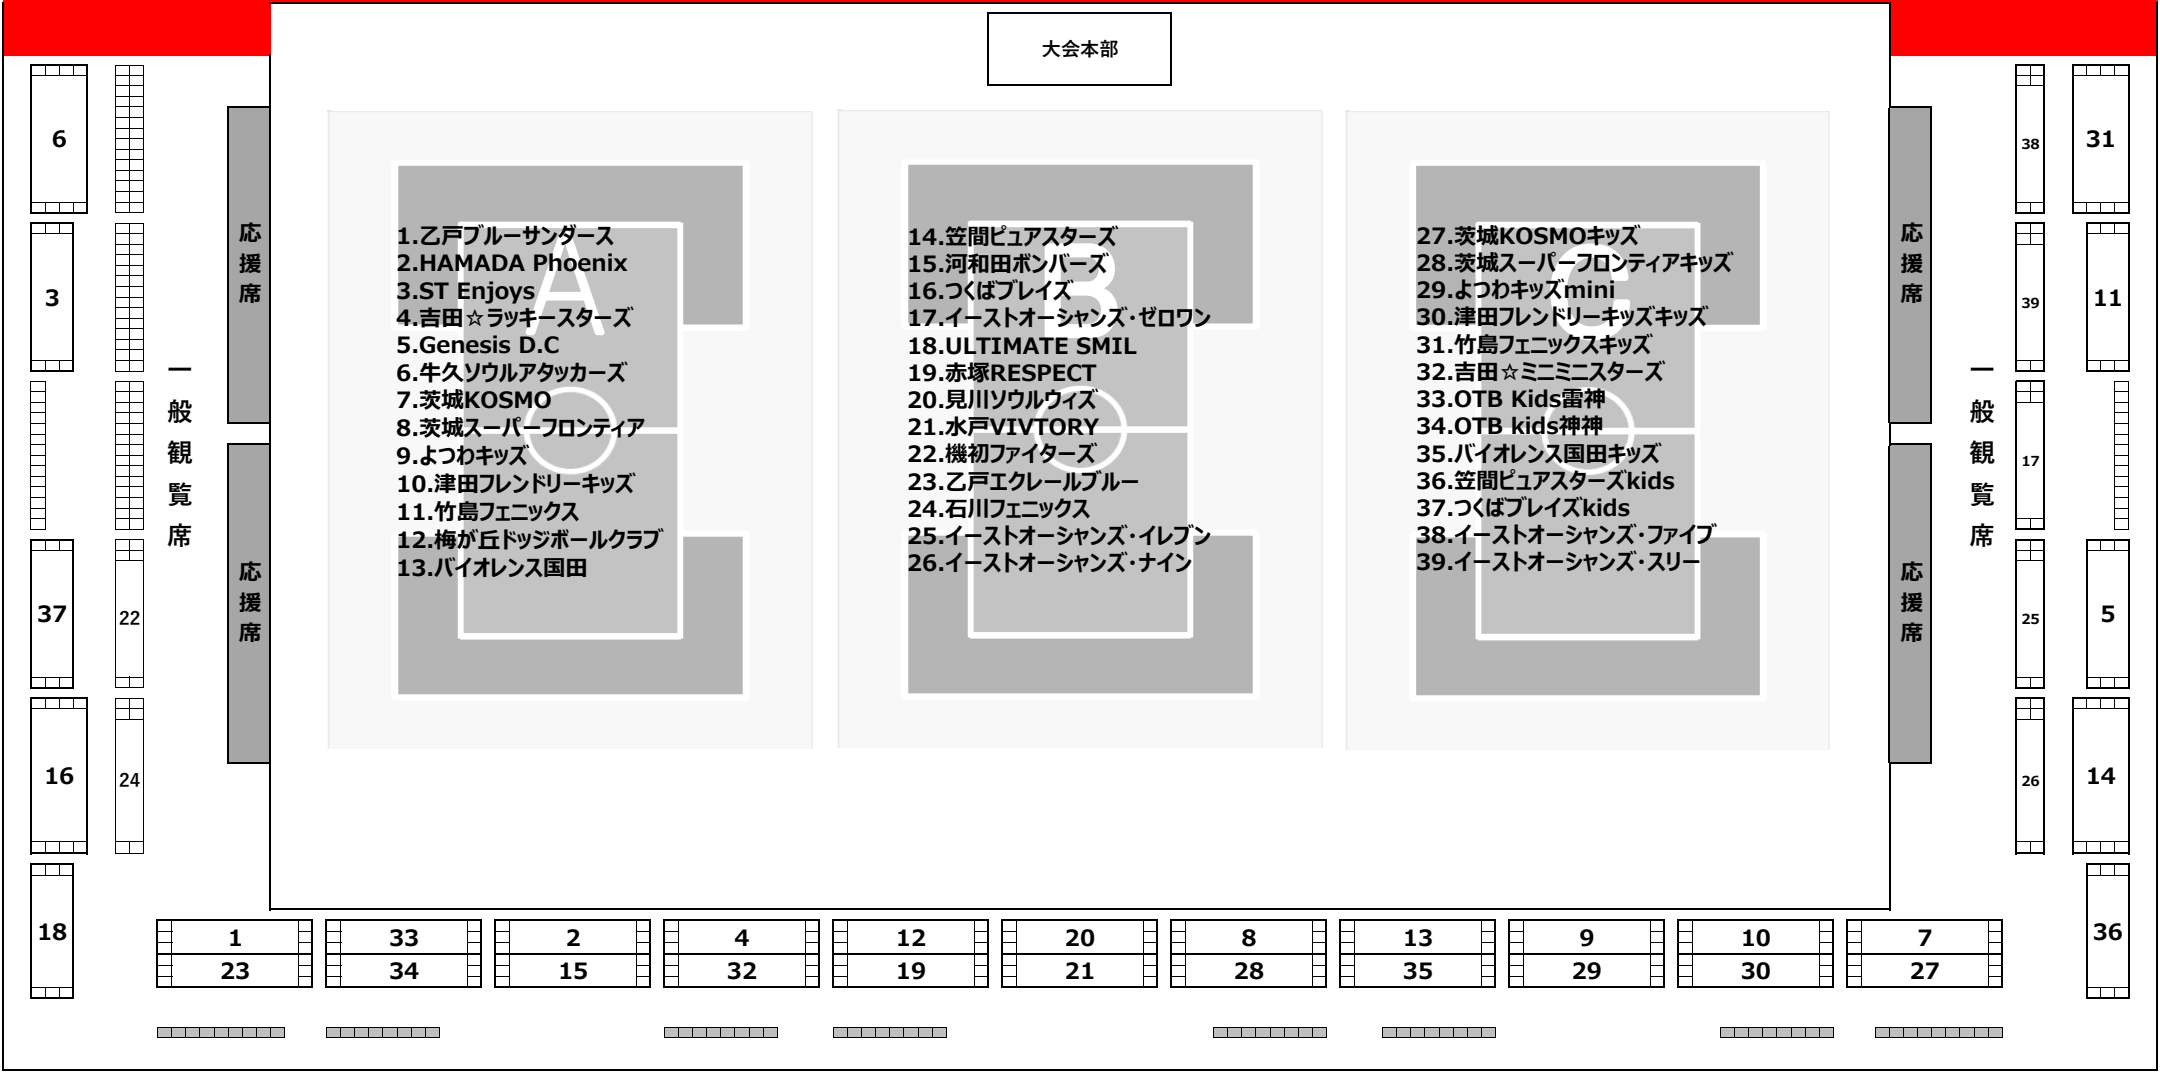 大会本部
6
3
37
16
18
22
24
一般観覧席
応援席
応援席
A
1.乙戸ブルーサンダース
2.HAMADA Phoenix
3.ST Enjoys
4.吉田☆ラッキースターズ
5.Genesis D.C
6.牛久ソウルアタッカーズ
7.茨城KOSMO
8.茨城スーパーフロンティア
9.よつわキッズ
10.津田フレンドリーキッズ
11.竹島フェニックス
12.梅が丘ドッジボールクラブ
13.バイオレンス国田
B
14.笠間ピュアスターズ
15.河和田ボンバーズ
16.つくばブレイズ
17.イーストオーシャンズ・ゼロワン
18.ULTIMATE SMIL
19.赤塚RESPECT
20.見川ソウルウィズ
21.水戸VIVTORY
22.機初ファイターズ
23.乙戸エクレールブルー
24.石川フェニックス
25.イーストオーシャンズ・イレブン
26.イーストオーシャンズ・ナイン
C
27.茨城KOSMOキッズ
28.茨城スーパーフロンティアキッズ
29.よつわキッズmini
30.津田フレンドリーキッズキッズ
31.竹島フェニックスキッズ
32.吉田☆ミニミニスターズ
33.OTB Kids雷神
34.OTB kids神神
35.バイオレンス国田キッズ
36.笠間ピュアスターズkids
37.つくばブレイズkids
38.イーストオーシャンズ・ファイブ
39.イーストオーシャンズ・スリー
応援席
応援席
一般観覧席
38
39
17
25
26
31
11
5
14
36
1 33 2 4 12 20 8 13 9 10 7
23 34 15 32 19 21 28 35 29 30 27